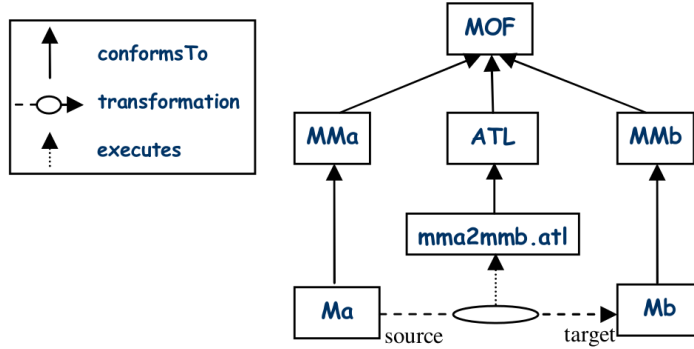 conformsTo
transformation
executes
MOF
MMa
ATL
MMb
mma2mmb.atl
Ma
source
target
Mb